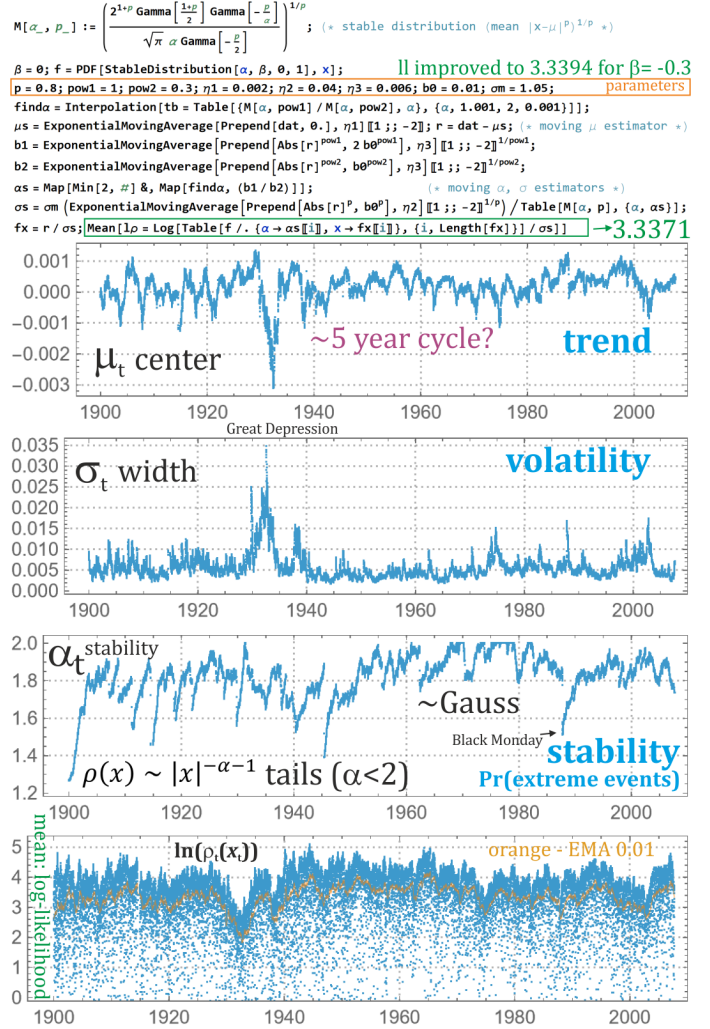 M[α_, p_] := (2^(1+p) Gamma[(1+p)/2] Gamma[-p/α] / (√π α Gamma[-p/2]))^(1/p) ; (* stable distribution (mean |x-μ|^p)^1/p *)
β = 0; f = PDF[StableDistribution[α, β, 0, 1], x]; ll improved to 3.3394 for β= -0.3
p = 0.8; pow1 = 1; pow2 = 0.3; η1 = 0.002; η2 = 0.04; η3 = 0.006; b0 = 0.01; σm = 1.05; parameters
findα = Interpolation[tb = Table[{M[α, pow1] / M[α, pow2], α}, {α, 1.001, 2, 0.001}]];
μs = ExponentialMovingAverage[Prepend[dat, 0.], η1]〚1 ;; -2〛; r = dat - μs; (* moving μ estimator *)
b1 = ExponentialMovingAverage[Prepend[Abs[r]^pow1, 2 b0^pow1], η3]〚1 ;; -2〛^1/pow1;
b2 = ExponentialMovingAverage[Prepend[Abs[r]^pow2, b0^pow2], η3]〚1 ;; -2〛^1/pow2;
αs = Map[Min[2, #] &, Map[findα, (b1 / b2)]]; (* moving α, σ estimators *)
σs = σm (ExponentialMovingAverage[Prepend[Abs[r]^p, b0^p], η2]〚1 ;; -2〛^1/p) / Table[M[α, p], {α, αs}];
fx = r / σs; Mean[lρ = Log[Table[f /. {α → αs〚i〛, x → fx〚i〛}, {i, Length[fx]}] / σs]] →3.3371
0.001
0.000
−0.001
−0.002
−0.003
μt center
~5 year cycle?
trend
1900 1920 1940 1960 1980 2000
Great Depression
0.035
0.030
0.025
0.020
0.015
0.010
0.005
0.000
σt width
volatility
1900 1920 1940 1960 1980 2000
2.0
1.8
1.6
1.4
1.2
αt stability
~Gauss
Black Monday
stability
Pr(extreme events)
ρ(x) ~ |x|^−α−1 tails (α<2)
1900 1920 1940 1960 1980 2000
mean: log-likelihood
5
4
3
2
1
0
ln(ρt(xt))
orange - EMA 0.01
1900 1920 1940 1960 1980 2000